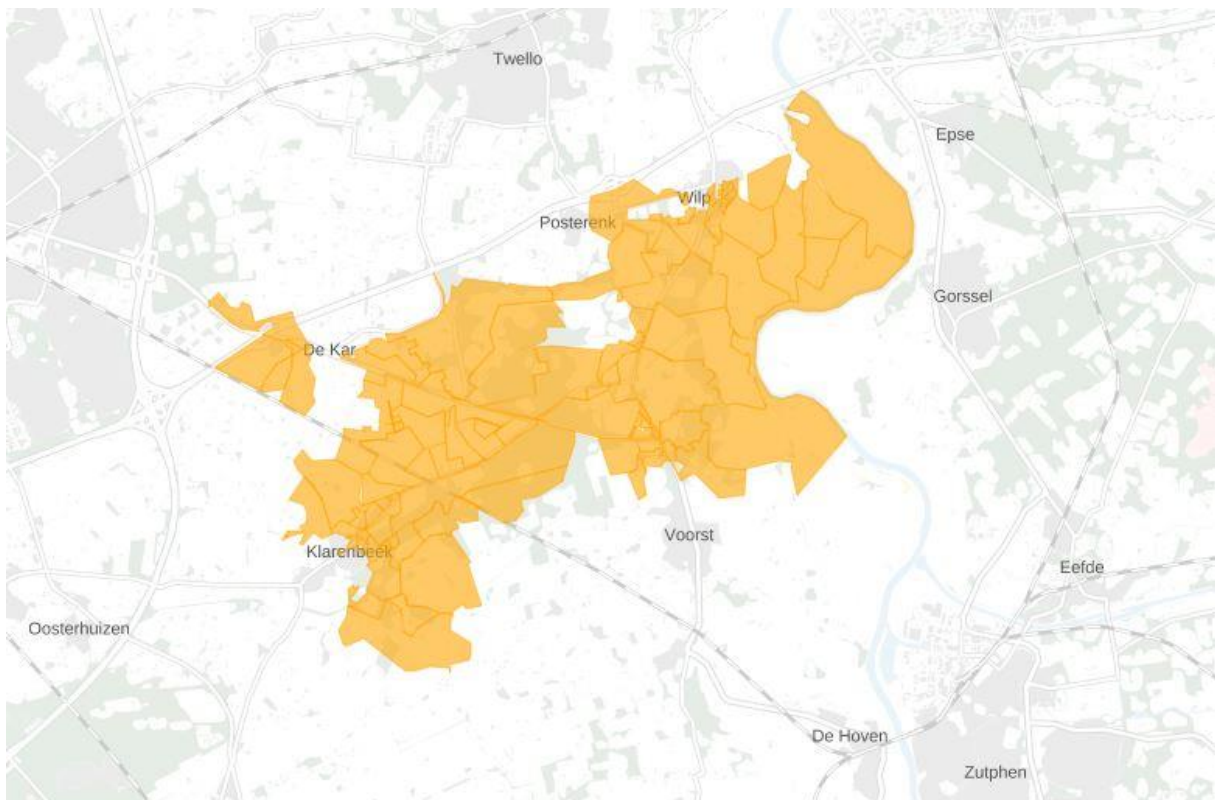 Twello
Epse
Wilp
Posterenk
Gorssel
De Kar
Voorst
Klarenbeek
Eefde
Oosterhuizen
De Hoven
Zutphen